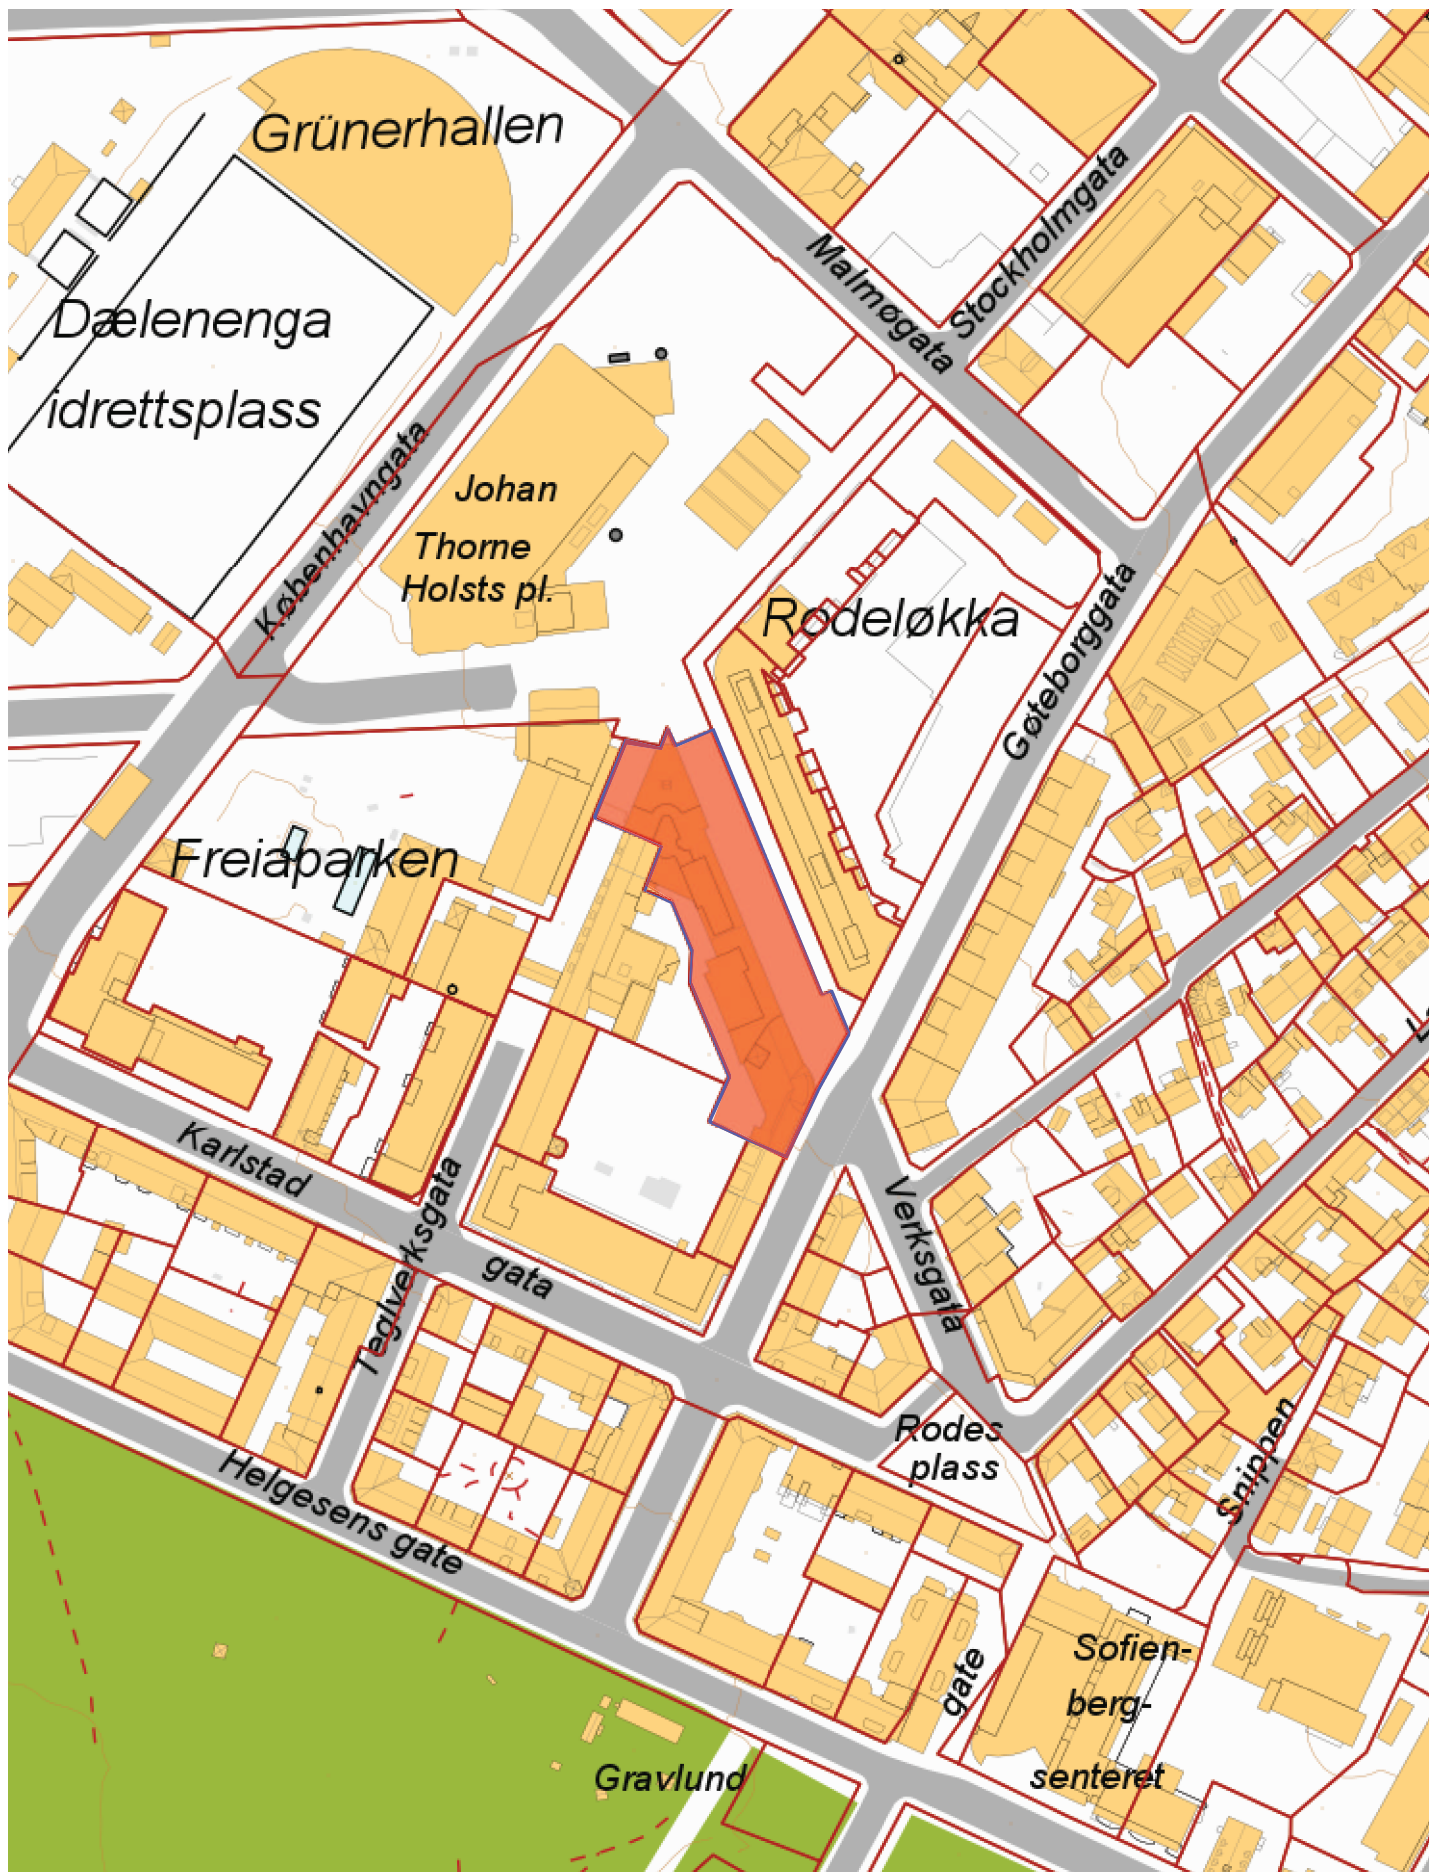 Grünerhallen
Stockholmgata
Malmøgata
Dælenenga
idrettsplass
Københavngata
Johan
Thorne
Holsts pl.
Rodeløkka
Gøteborggata
Freiaparken
Karlstad
gata
Teglverksgata
Verksgata
Rodes
plass
Snippen
Helgesens gate
gate
Sofien-
berg-
senteret
Gravlund